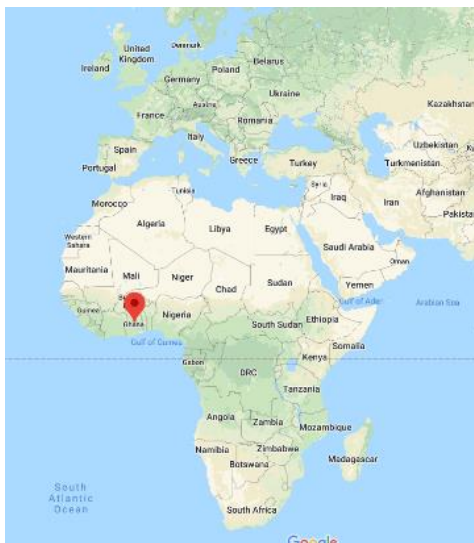 United
Kingdom
Denmark
Ireland
Poland
Belarus
Germany
Ukraine
Kazakhstan
France
Austria
Romania
Italy
Uzbekistan
Spain
Portugal
Greece
Turkey
Turkmenistan
Tunisia
Syria
Afghanistan
Morocco
Iraq
Iran
Pakista
Algeria
Libya
Egypt
Western
Sahara
Saudi Arabia
Oman
Mauritania
Mali
Niger
Chad
Sudan
Yemen
Gulf of Aden
Arabian Sea
Guinea
Ghana
Nigeria
South Sudan
Ethiopia
Gulf of Guinea
Somalia
Gabon
Kenya
DRC
Tanzania
Angola
Zambia
Mozambique
Namibia
Zimbabwe
Madagascar
Botswana
South
Atlantic
Ocean
South Africa
Google